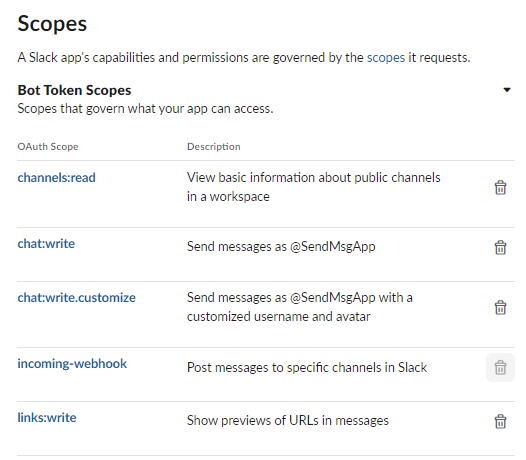 Scopes
A Slack app's capabilities and permissions are governed by the scopes it requests.
Bot Token Scopes
Scopes that govern what your app can access.
OAuth Scope Description
channels:read View basic information about public channels
in a workspace
chat:write Send messages as @SendMsgApp
chat:write.customize Send messages as @SendMsgApp with a
customized username and avatar
incoming-webhook Post messages to specific channels in Slack
links:write Show previews of URLs in messages